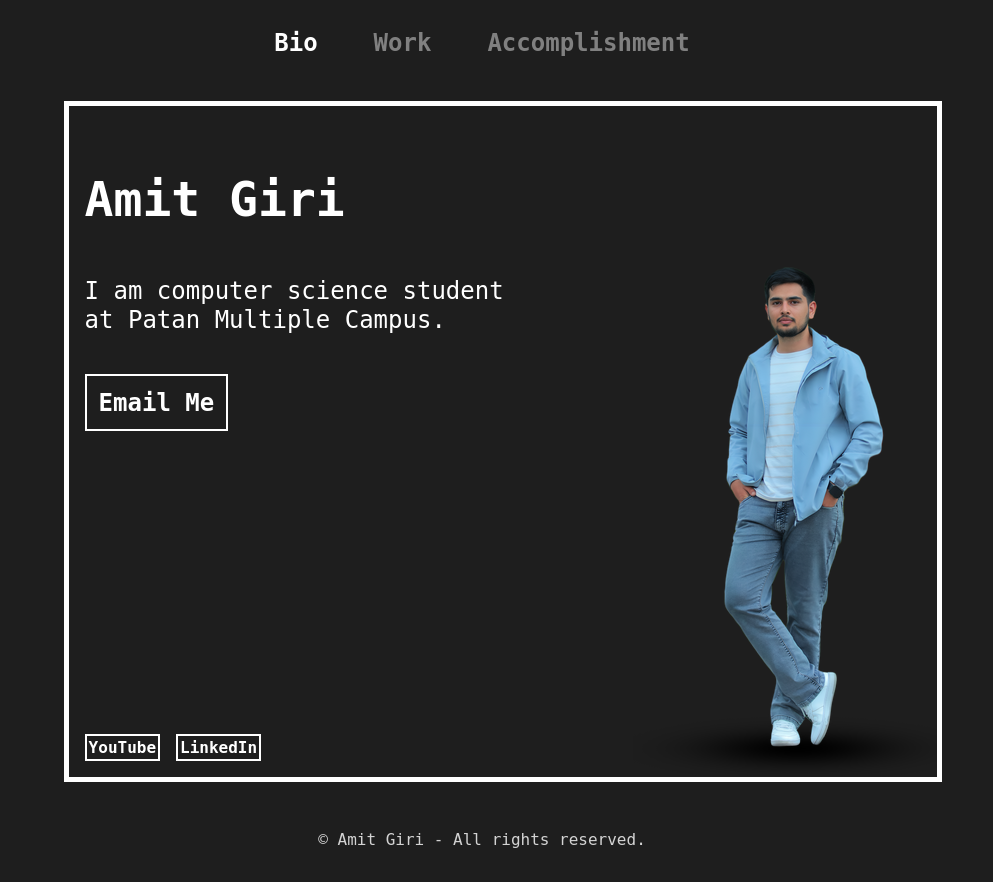 Bio Work Accomplishment
Amit Giri
I am computer science student
at Patan Multiple Campus.
Email Me
YouTube LinkedIn
© Amit Giri - All rights reserved.